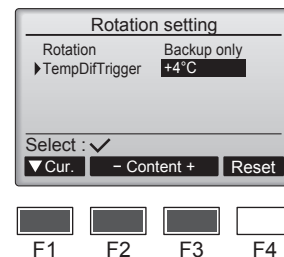 Rotation setting
Rotation Backup only
▶TempDifTrigger +4°C
Select : ✓
▼Cur. − Content + Reset
F1 F2 F3 F4